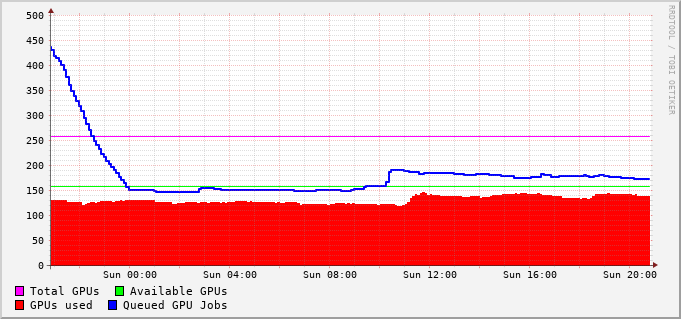 RRDTOOL / TOBI OETIKER
500
450
400
350
300
250
200
150
100
50
0
Sun 00:00 Sun 04:00 Sun 08:00 Sun 12:00 Sun 16:00 Sun 20:00
Total GPUs Available GPUs
GPUs used Queued GPU Jobs